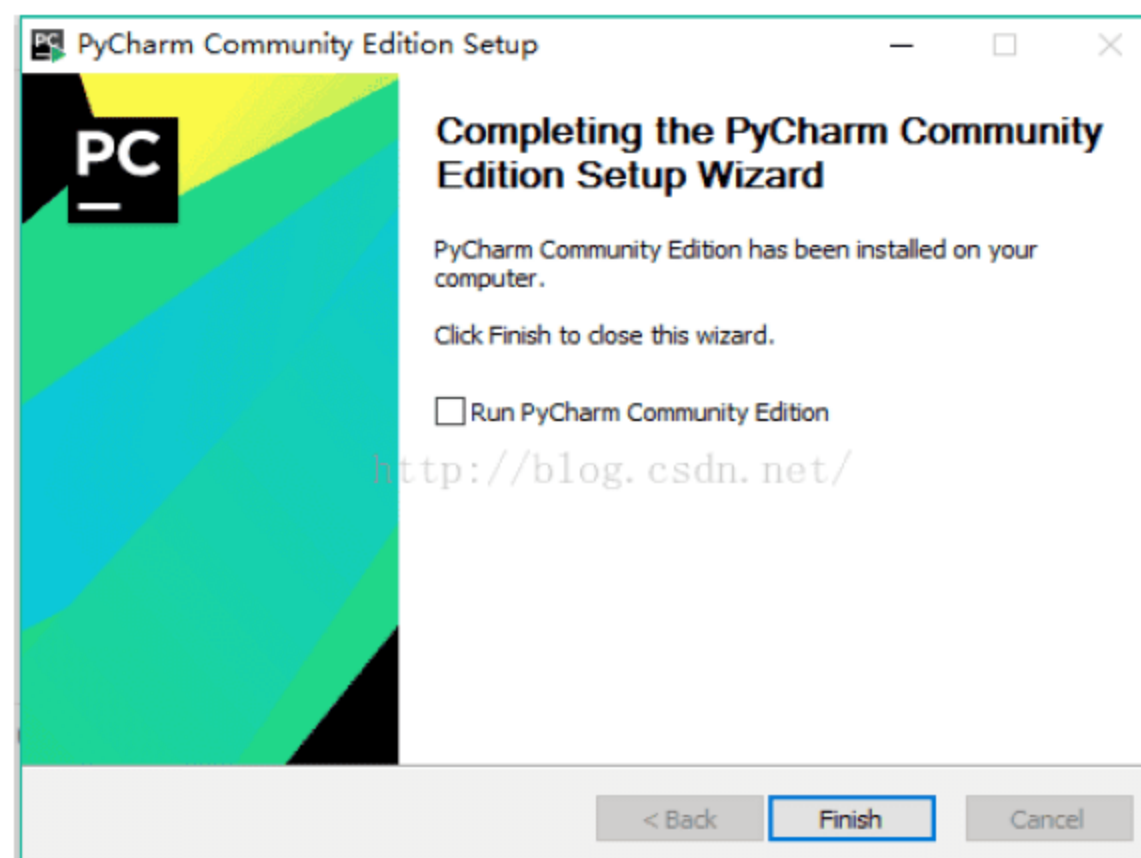 PyCharm Community Edition Setup
PC
Completing the PyCharm Community
Edition Setup Wizard
PyCharm Community Edition has been installed on your
computer.
Click Finish to close this wizard.
Run PyCharm Community Edition
http://blog.csdn.net/
< Back
Finish
Cancel